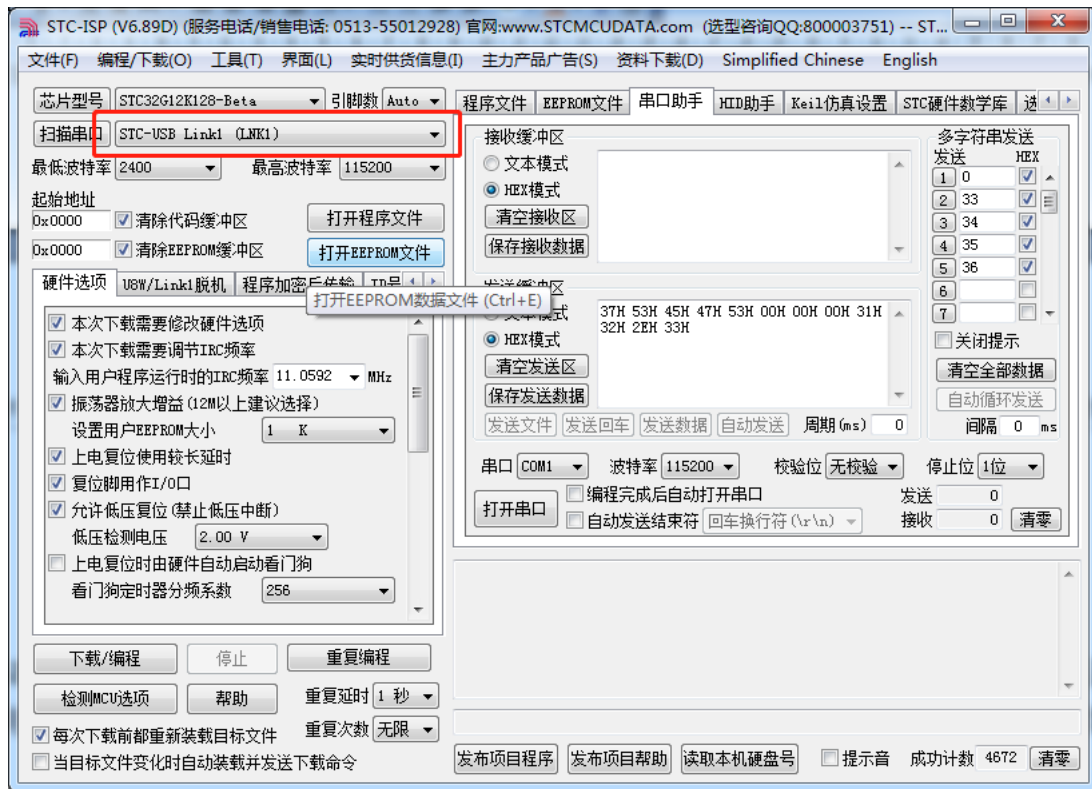 STC-ISP (V6.89D) (服务电话/销售电话: 0513-55012928) 官网:www.STCMCUDATA.com (选型咨询QQ:800003751) -- ST...
文件(F) 编程/下载(O) 工具(T) 界面(L) 实时供货信息(I) 主力产品广告(S) 资料下载(D) Simplified Chinese English
芯片型号 STC32G12K128-Beta 引脚数 Auto
扫描串口 STC-USB Link1 (LNK1)
最低波特率 2400 最高波特率 115200
起始地址
0x0000 清除代码缓冲区 打开程序文件
0x0000 清除EEPROM缓冲区 打开EEPROM文件
硬件选项 U8W/Link1脱机 程序加密后传输 ID号
打开EEPROM数据文件 (Ctrl+E)
本次下载需要修改硬件选项
本次下载需要调节IRC频率
输入用户程序运行时的IRC频率 11.0592 MHz
振荡器放大增益(12M以上建议选择)
设置用户EEPROM大小 1 K
上电复位使用较长延时
复位脚用作I/O口
允许低压复位(禁止低压中断)
低压检测电压 2.00 V
上电复位时由硬件自动启动看门狗
看门狗定时器分频系数 256
下载/编程 停止 重复编程
检测MCU选项 帮助 重复延时 1 秒
重复次数 无限
每次下载前都重新装载目标文件
当目标文件变化时自动装载并发送下载命令
程序文件 EEPROM文件 串口助手 HID助手 Keil仿真设置 STC硬件数学库 选
接收缓冲区
文本模式
HEX模式
清空接收区
保存接收数据
多字符串发送
发送 HEX
1 0
2 33
3 34
4 35
5 36
6
7
关闭提示
清空全部数据
自动循环发送
间隔 0 ms
发送缓冲区
文本模式
HEX模式
清空发送区
保存发送数据
37H 53H 45H 47H 53H 00H 00H 00H 31H
32H 2EH 33H
发送文件 发送回车 发送数据 自动发送 周期(ms) 0
串口 COM1 波特率 115200 校验位 无校验 停止位 1位
打开串口 编程完成后自动打开串口 发送 0
自动发送结束符 回车换行符(\r\n) 接收 0 清零
发布项目程序 发布项目帮助 读取本机硬盘号 提示音 成功计数 4672 清零